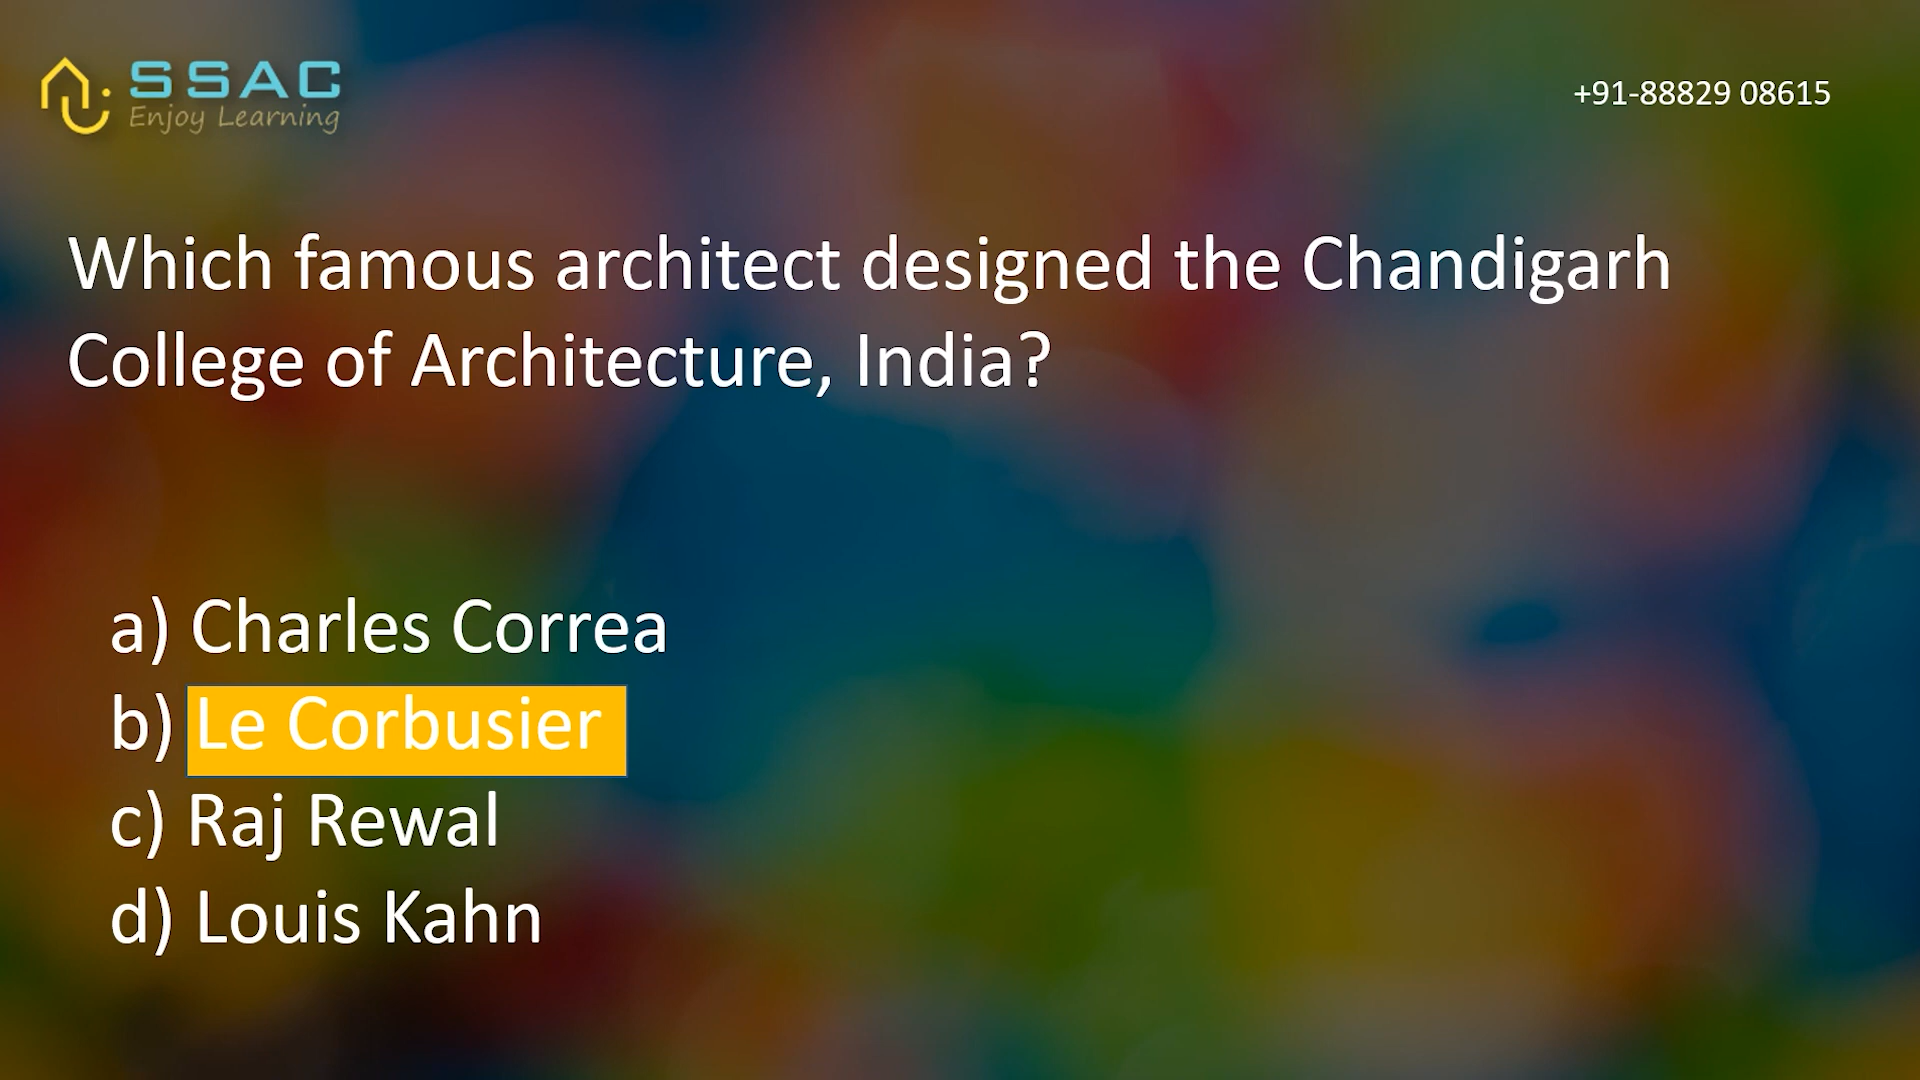 SSAC
Enjoy Learning
+91-88829 08615
Which famous architect designed the Chandigarh
College of Architecture, India?
a) Charles Correa
b) Le Corbusier
c) Raj Rewal
d) Louis Kahn